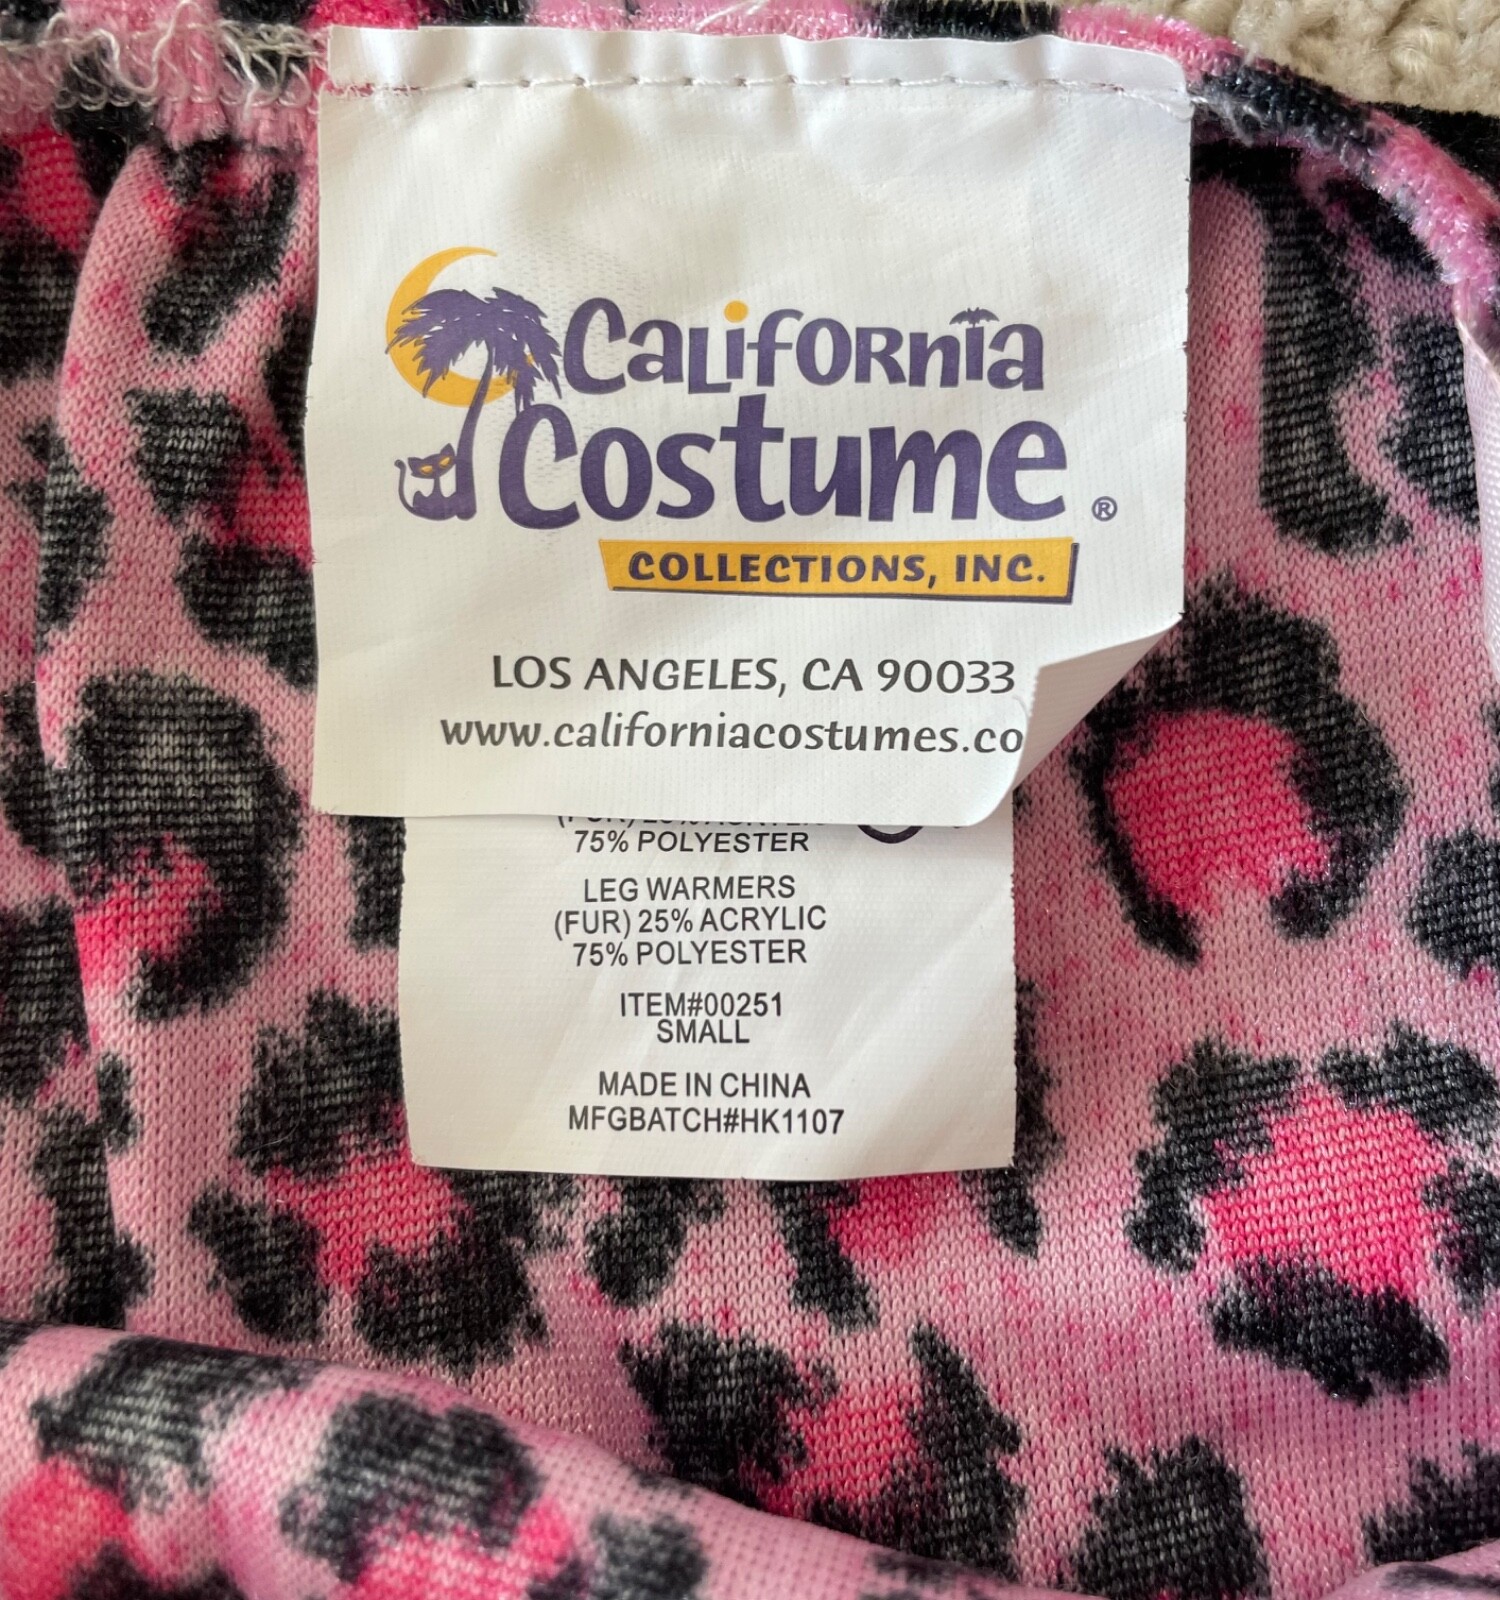 California
Costume ®
COLLECTIONS, INC.
LOS ANGELES, CA 90033
www.californiacostumes.co
75% POLYESTER
LEG WARMERS
(FUR) 25% ACRYLIC
75% POLYESTER
ITEM#00251
SMALL
MADE IN CHINA
MFGBATCH#HK1107